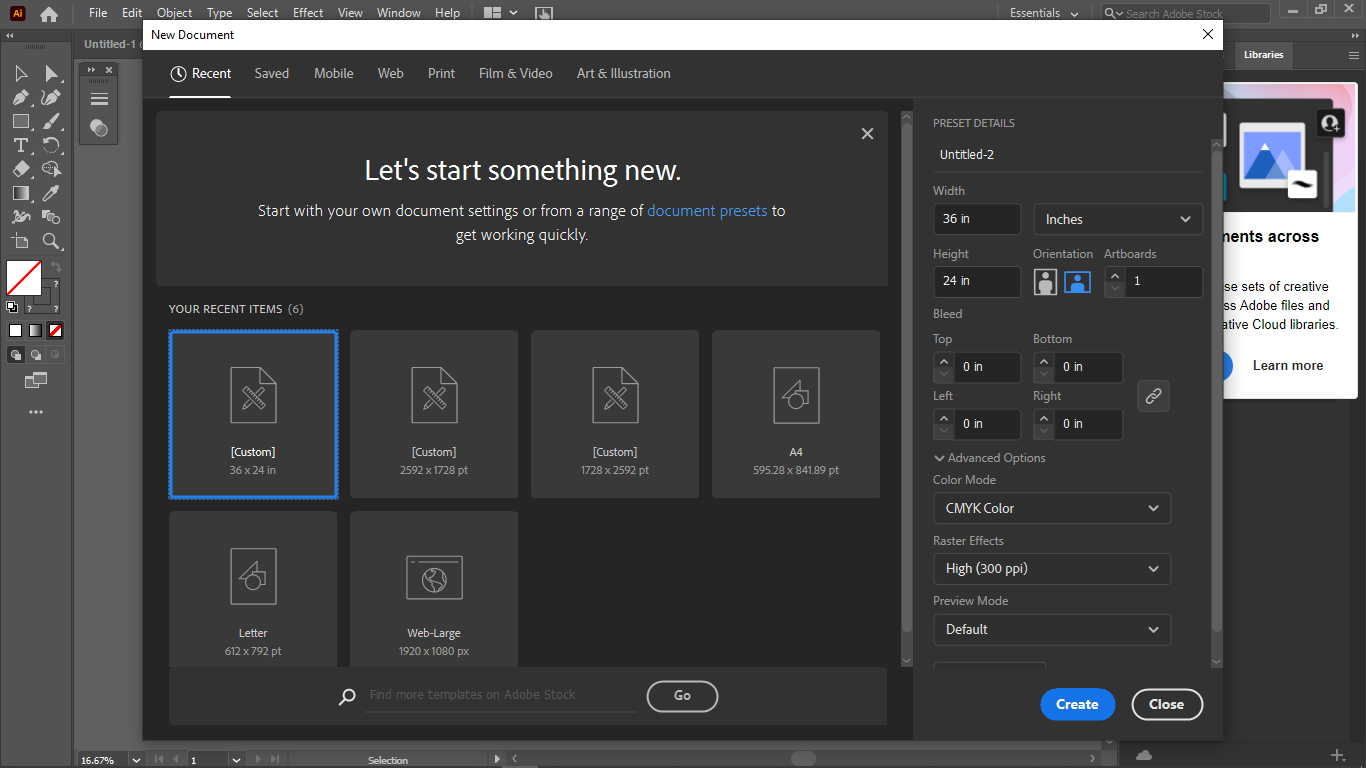 Ai
File Edit Object Type Select Effect View Window Help
Essentials
Search Adobe Stock
Untitled-1
Libraries
New Document
Recent Saved Mobile Web Print Film & Video Art & Illustration
Let's start something new.
Start with your own document settings or from a range of document presets to
get working quickly.
YOUR RECENT ITEMS (6)
[Custom]
36 x 24 in
[Custom]
2592 x 1728 pt
[Custom]
1728 x 2592 pt
A4
595.28 x 841.89 pt
Letter
612 x 792 pt
Web-Large
1920 x 1080 px
Find more templates on Adobe Stock
Go
PRESET DETAILS
Untitled-2
Width
36 in
Inches
Height Orientation Artboards
24 in
1
Bleed
Top Bottom
0 in 0 in
Left Right
0 in 0 in
Advanced Options
Color Mode
CMYK Color
Raster Effects
High (300 ppi)
Preview Mode
Default
Create
Close
ments across
se sets of creative
ss Adobe files and
ative Cloud libraries.
Learn more
? ? ?
16.67%
1
Selection